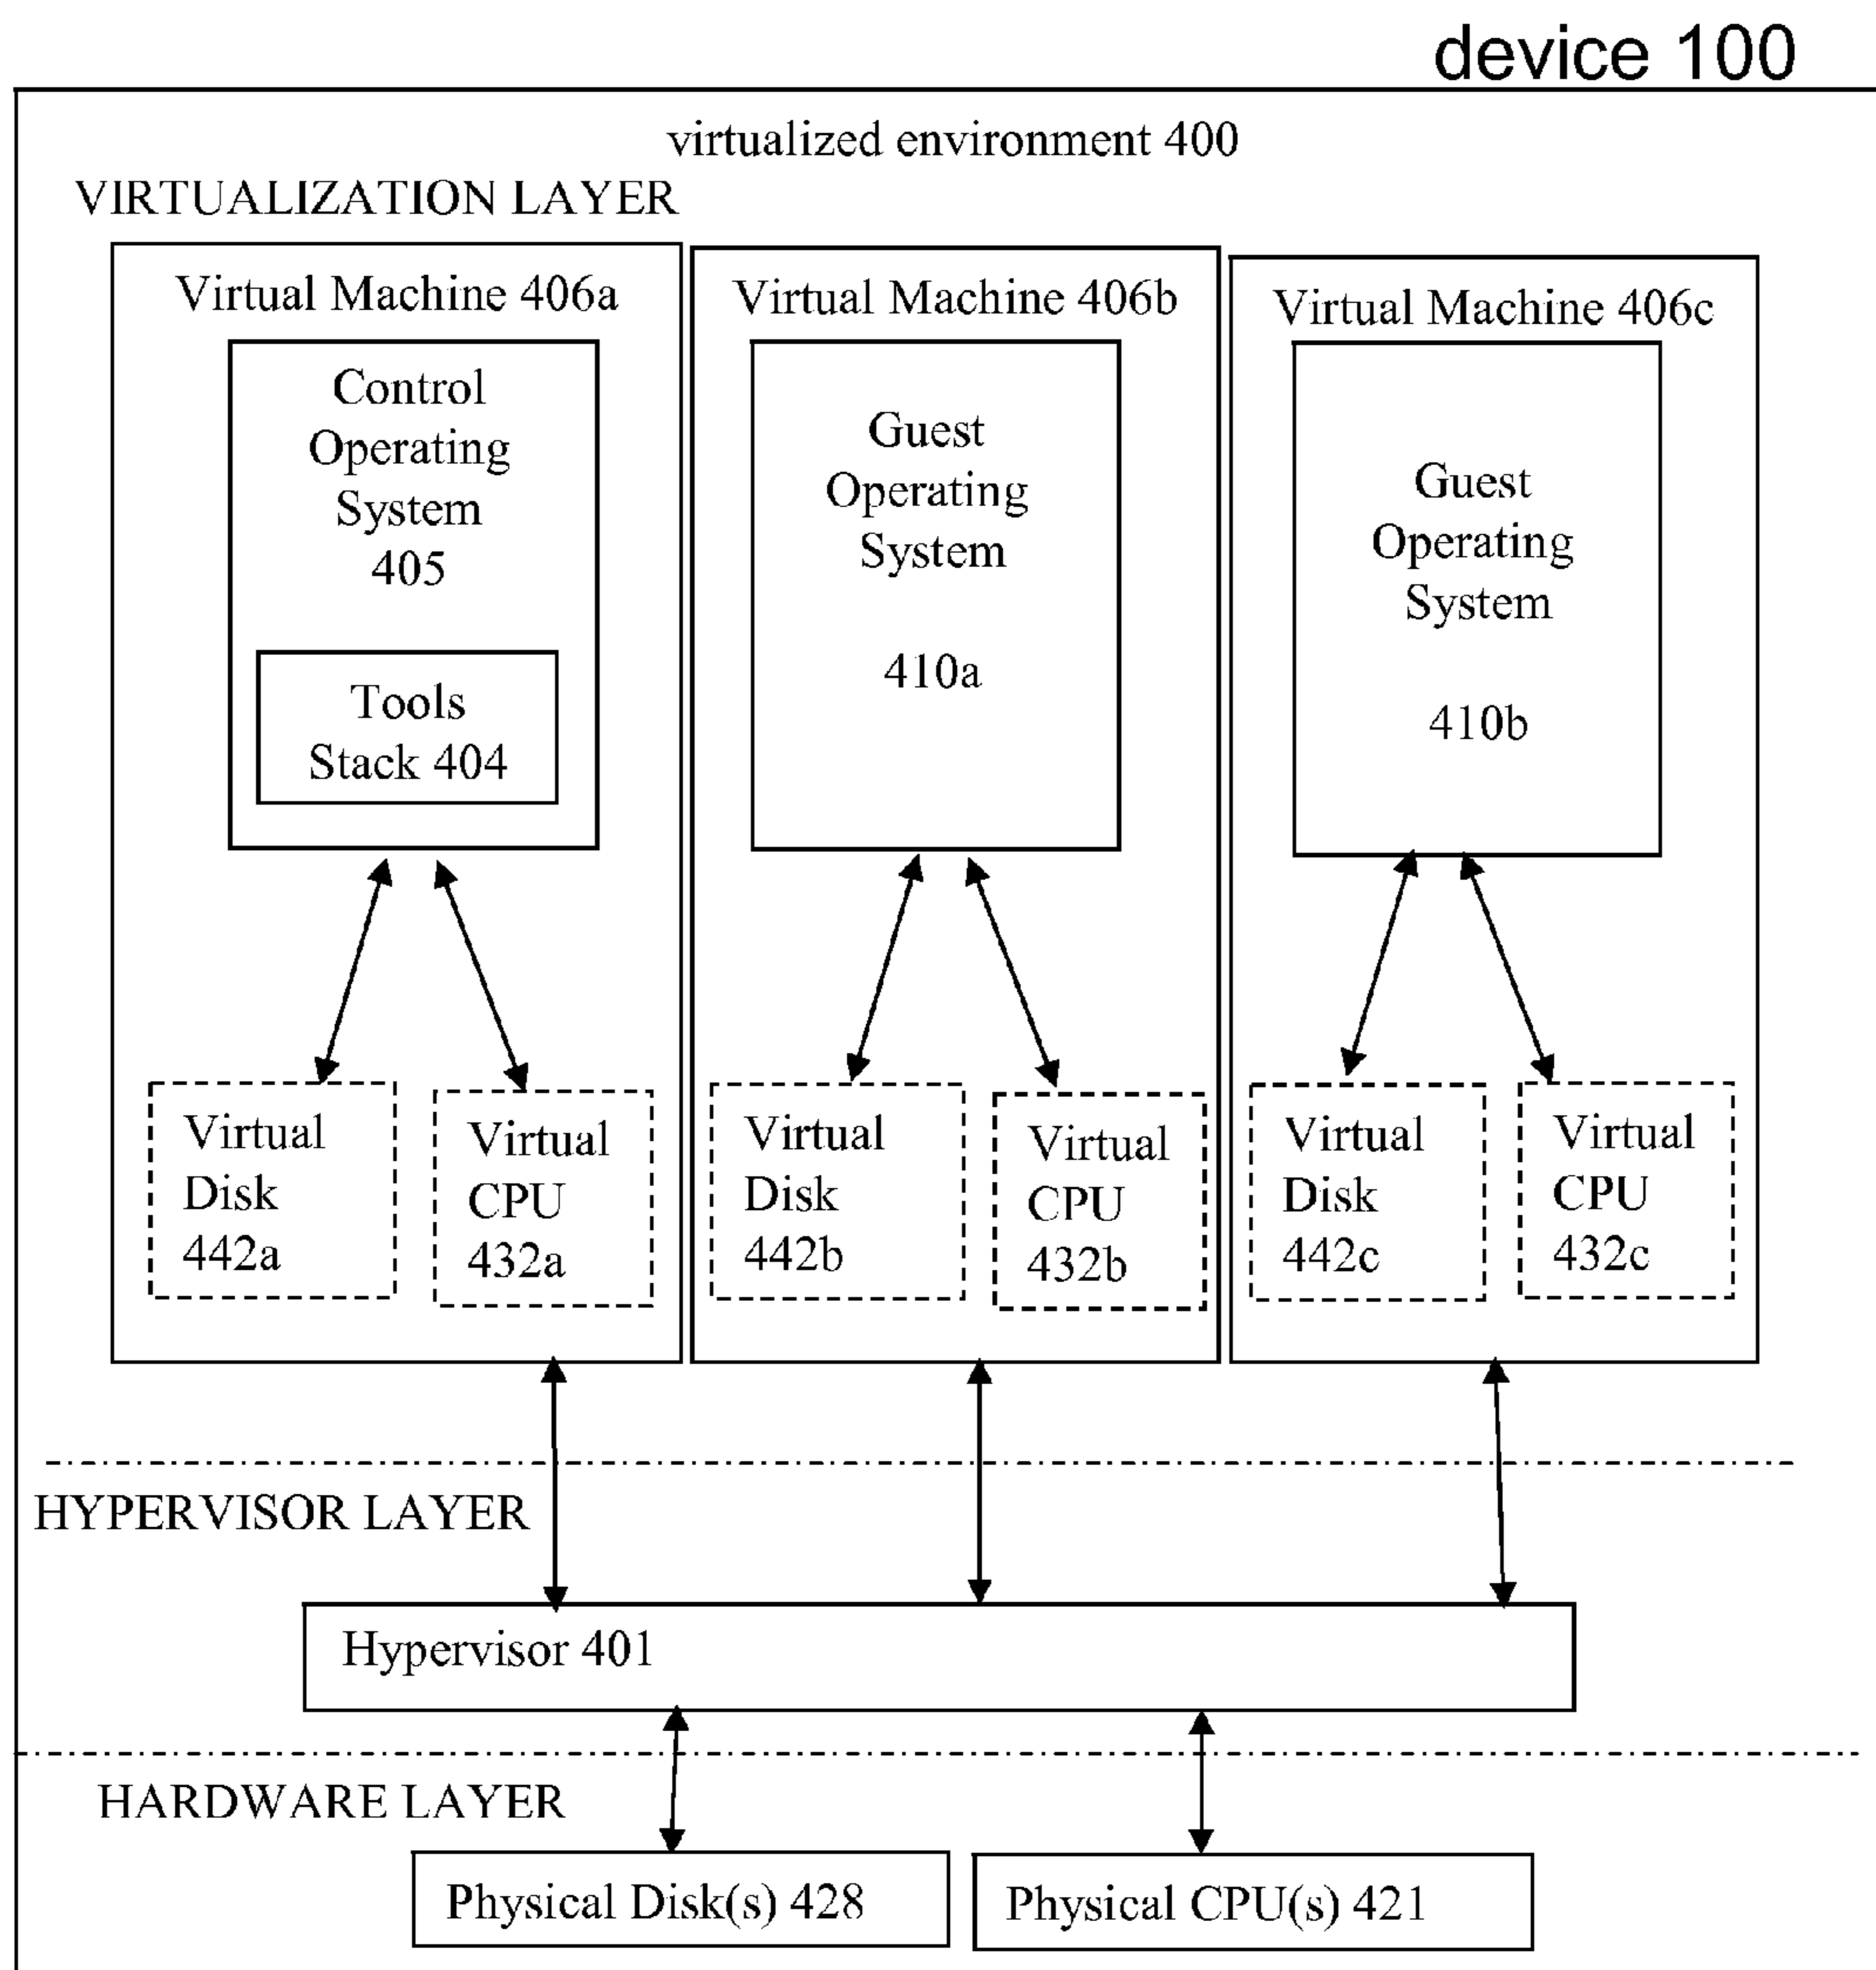 device 100
virtualized environment 400
VIRTUALIZATION LAYER
Virtual Machine 406a
Control
Operating
System
405
Tools
Stack 404
Virtual
Disk
442a
Virtual
CPU
432a
Virtual Machine 406b
Guest
Operating
System
410a
Virtual
Disk
442b
Virtual
CPU
432b
Virtual Machine 406c
Guest
Operating
System
410b
Virtual
Disk
442c
Virtual
CPU
432c
HYPERVISOR LAYER
Hypervisor 401
HARDWARE LAYER
Physical Disk(s) 428
Physical CPU(s) 421